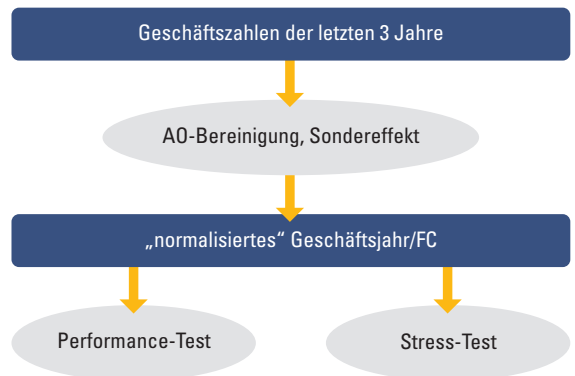 Geschäftszahlen der letzten 3 Jahre
AO-Bereinigung, Sondereffekt
„normalisiertes“ Geschäftsjahr/FC
Performance-Test
Stress-Test